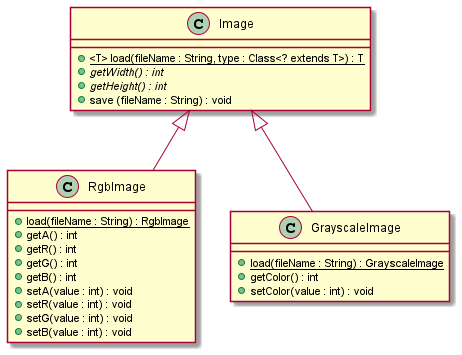 C Image
<T> load(fileName : String, type : Class<? extends T>) : T
getWidth() : int
getHeight() : int
save (fileName : String) : void
C RgbImage
load(fileName : String) : RgbImage
getA() : int
getR() : int
getG() : int
getB() : int
setA(value : int) : void
setR(value : int) : void
setG(value : int) : void
setB(value : int) : void
C GrayscaleImage
load(fileName : String) : GrayscaleImage
getColor() : int
setColor(value : int) : void